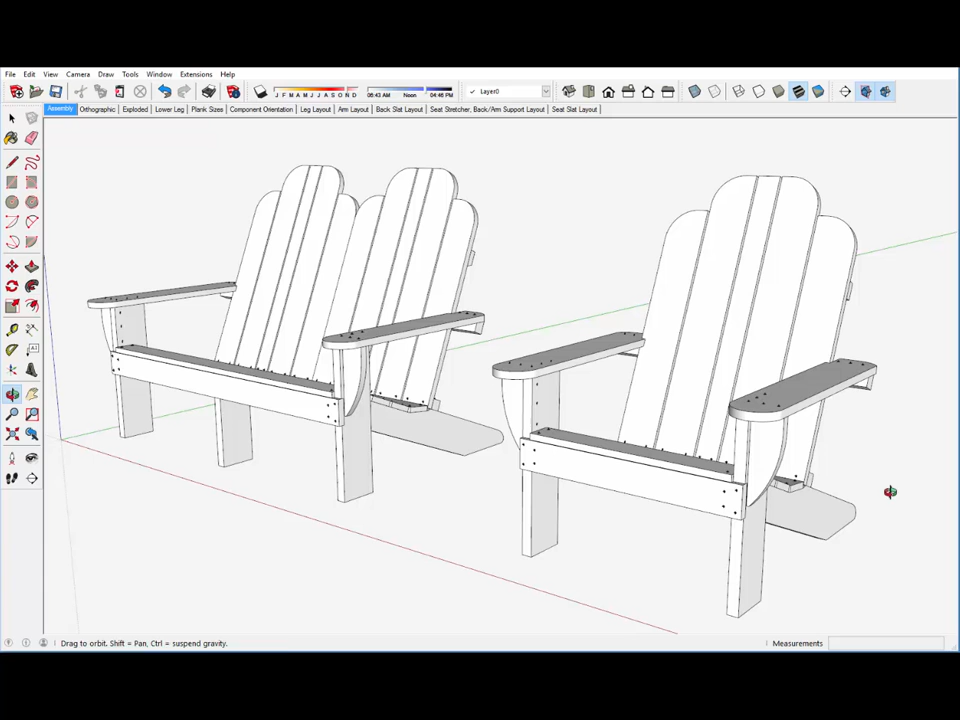 File Edit View Camera Draw Tools Window Extensions Help
J F M A M J J A S O N D 06:43 AM Noon 04:46 PM Layer0
Assembly Orthographic Exploded Lower Leg Plank Sizes Component Orientation Leg Layout Arm Layout Back Slat Layout Seat Stretcher, Back/Arm Support Layout Seat Slat Layout
Drag to orbit. Shift = Pan, Ctrl = suspend gravity. Measurements